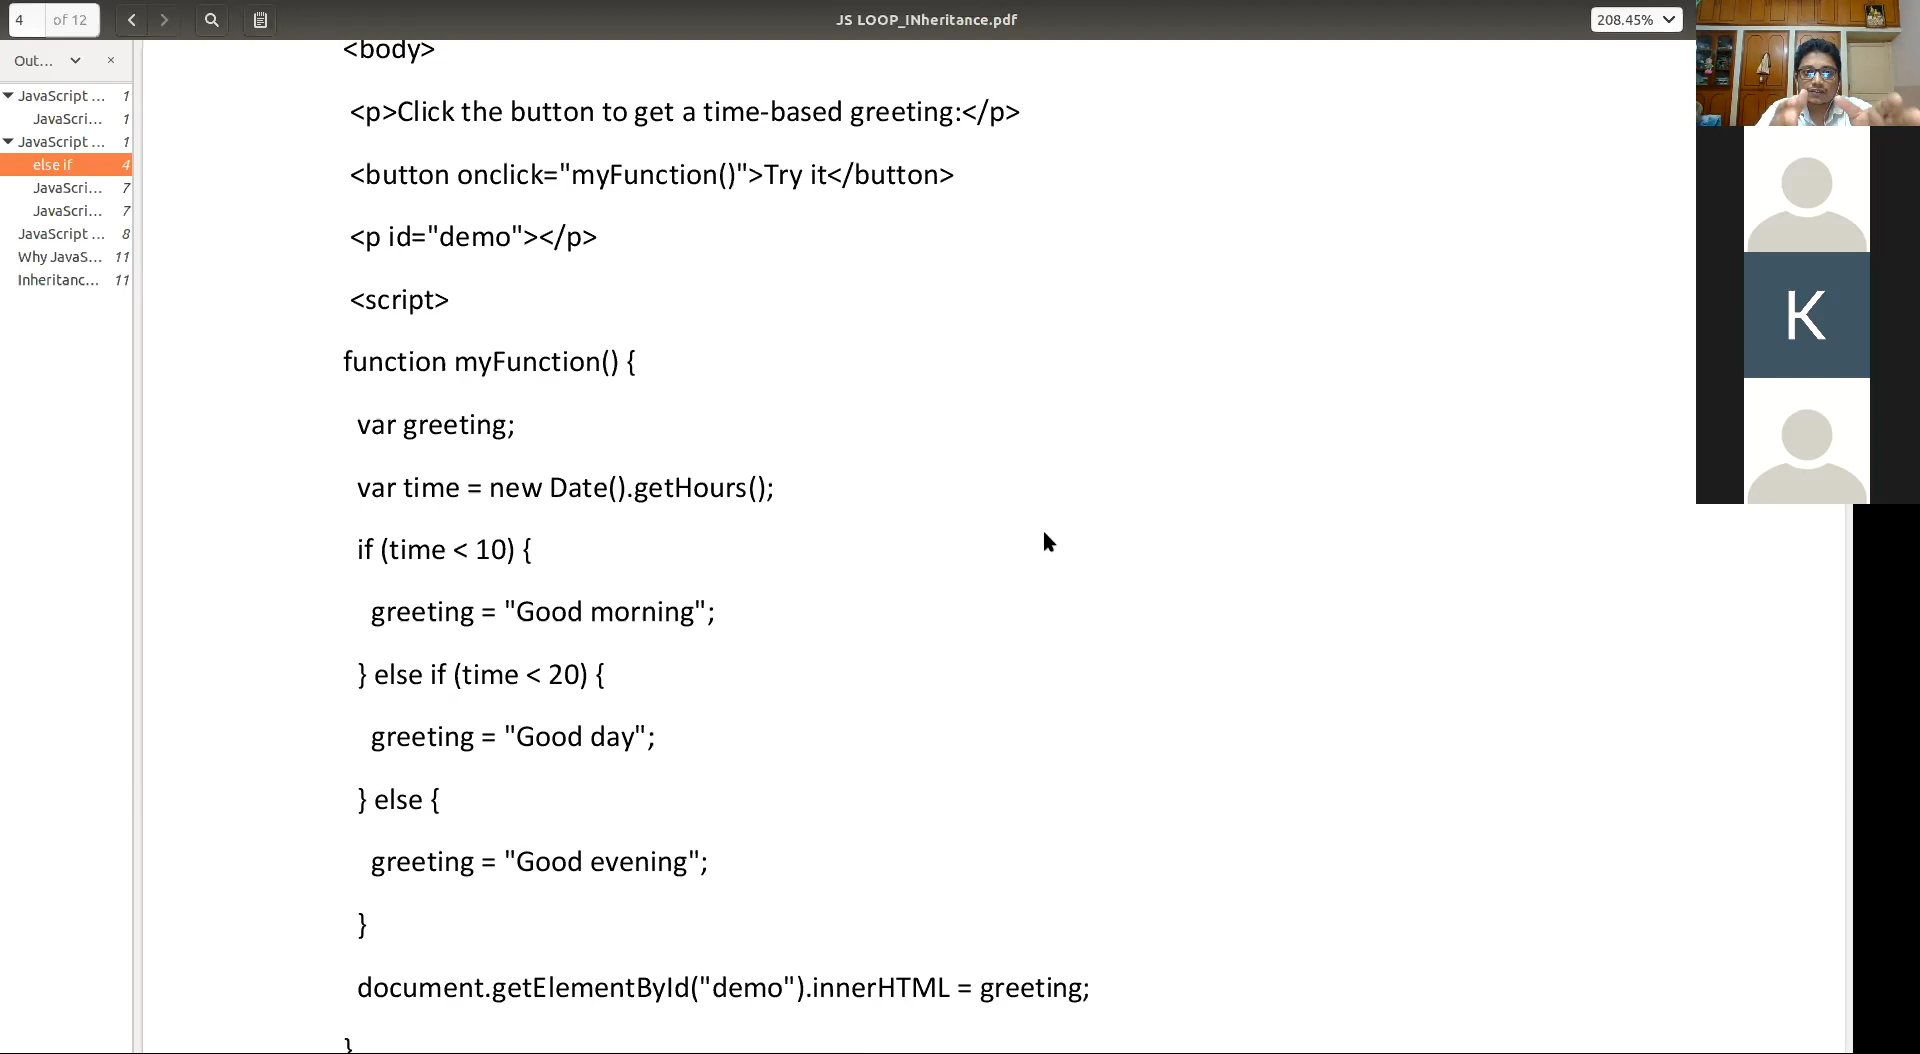 4 of 12
JS LOOP_INheritance.pdf
208.45%
Out...
JavaScript ... 1
JavaScri... 1
JavaScript ... 1
else if 4
JavaScri... 7
JavaScri... 7
JavaScript ... 8
Why JavaS... 11
Inheritanc... 11
<body>
<p>Click the button to get a time-based greeting:</p>
<button onclick="myFunction()">Try it</button>
<p id="demo"></p>
<script>
function myFunction() {
var greeting;
var time = new Date().getHours();
if (time < 10) {
greeting = "Good morning";
} else if (time < 20) {
greeting = "Good day";
} else {
greeting = "Good evening";
}
document.getElementById("demo").innerHTML = greeting;
}
K